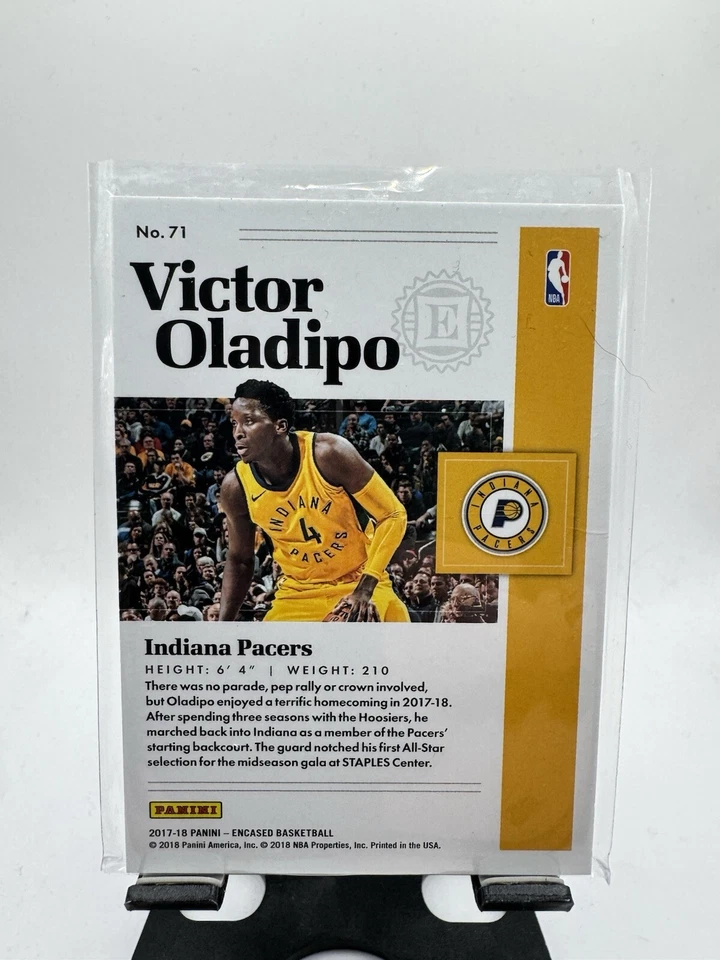 No. 71
Victor
Oladipo
E
NBA
INDIANA
4
PACERS
INDIANA
P
PACERS
Indiana Pacers
HEIGHT: 6' 4" | WEIGHT: 210
There was no parade, pep rally or crown involved,
but Oladipo enjoyed a terrific homecoming in 2017-18.
After spending three seasons with the Hoosiers, he
marched back into Indiana as a member of the Pacers'
starting backcourt. The guard notched his first All-Star
selection for the midseason gala at STAPLES Center.
PANINI
2017-18 PANINI – ENCASED BASKETBALL
© 2018 Panini America, Inc. © 2018 NBA Properties, Inc. Printed in the USA.